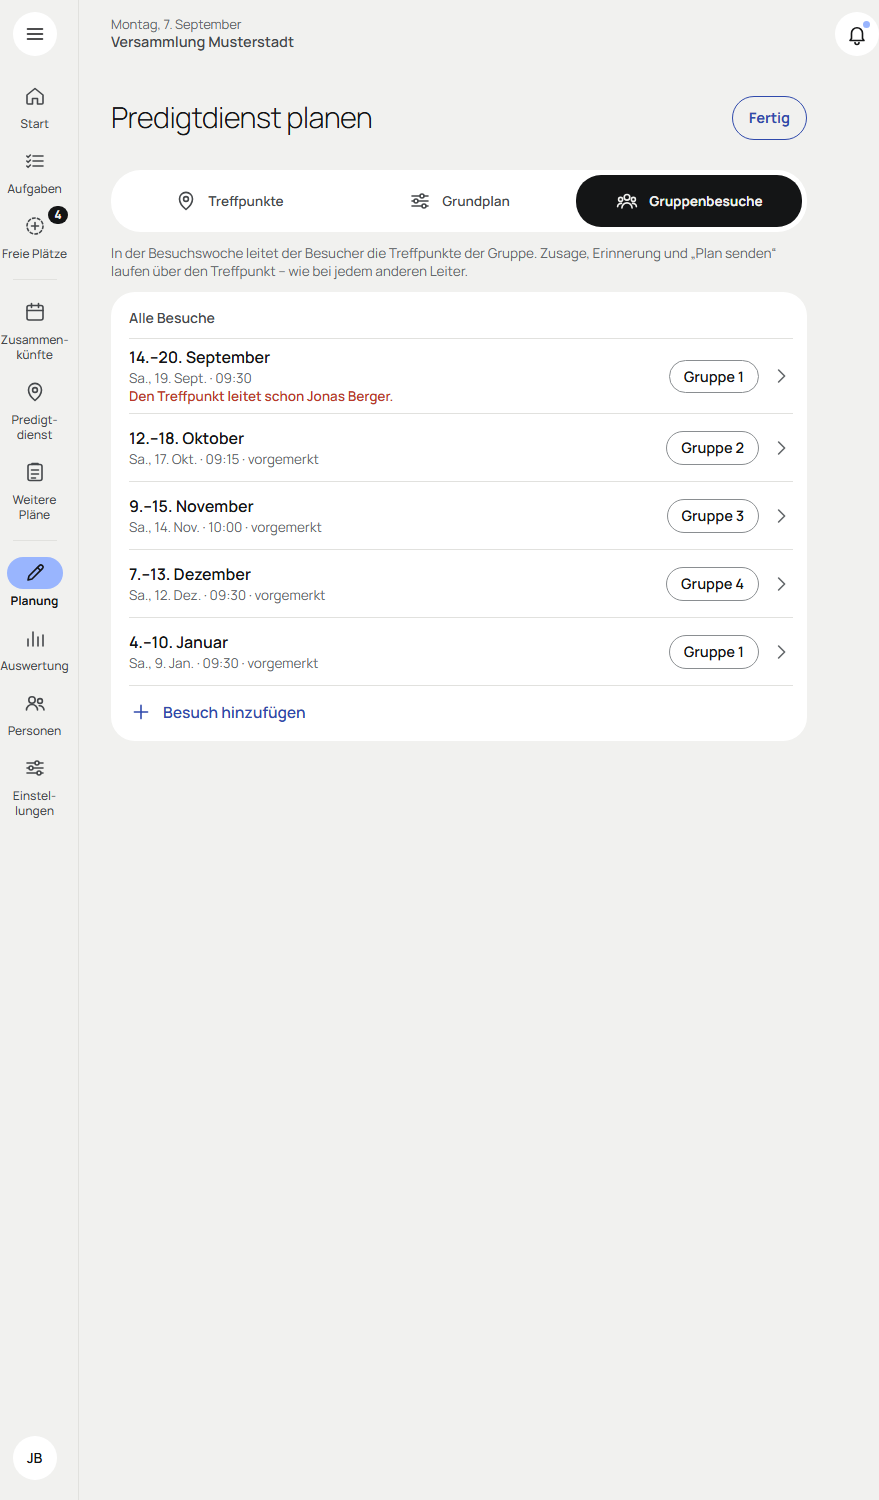 Montag, 7. September
Versammlung Musterstadt
Start
Aufgaben
4
Freie Plätze
Zusammen-
künfte
Predigt-
dienst
Weitere
Pläne
Planung
Auswertung
Personen
Einstel-
lungen
JB
Predigtdienst planen
Fertig
Treffpunkte
Grundplan
Gruppenbesuche
In der Besuchswoche leitet der Besucher die Treffpunkte der Gruppe. Zusage, Erinnerung und „Plan senden“
laufen über den Treffpunkt – wie bei jedem anderen Leiter.
Alle Besuche
14.–20. September
Sa., 19. Sept. · 09:30
Den Treffpunkt leitet schon Jonas Berger.
Gruppe 1
12.–18. Oktober
Sa., 17. Okt. · 09:15 · vorgemerkt
Gruppe 2
9.–15. November
Sa., 14. Nov. · 10:00 · vorgemerkt
Gruppe 3
7.–13. Dezember
Sa., 12. Dez. · 09:30 · vorgemerkt
Gruppe 4
4.–10. Januar
Sa., 9. Jan. · 09:30 · vorgemerkt
Gruppe 1
Besuch hinzufügen